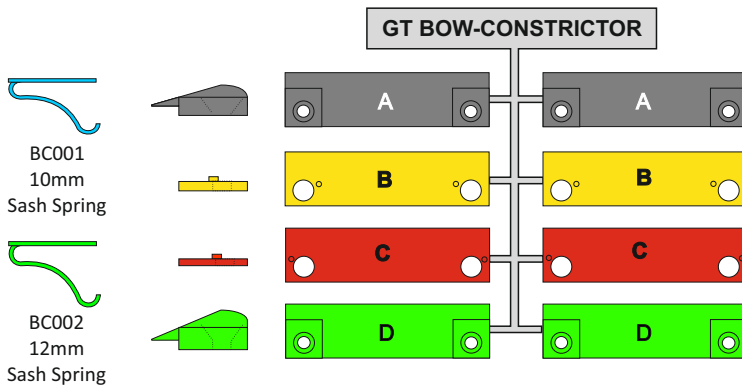 GT BOW-CONSTRICTOR
A
A
BC001
10mm
Sash Spring
B
B
C
C
BC002
12mm
Sash Spring
D
D